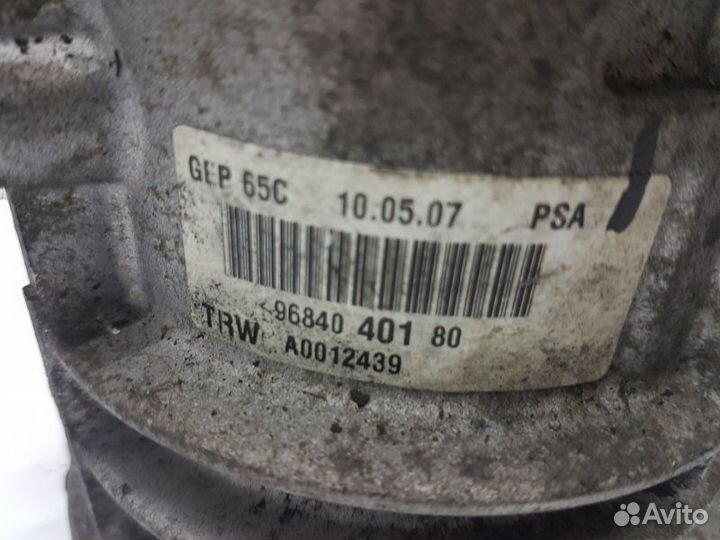 GEP 65C 10.05.07 PSA
96840 401 80
TRW A0012439
Avito